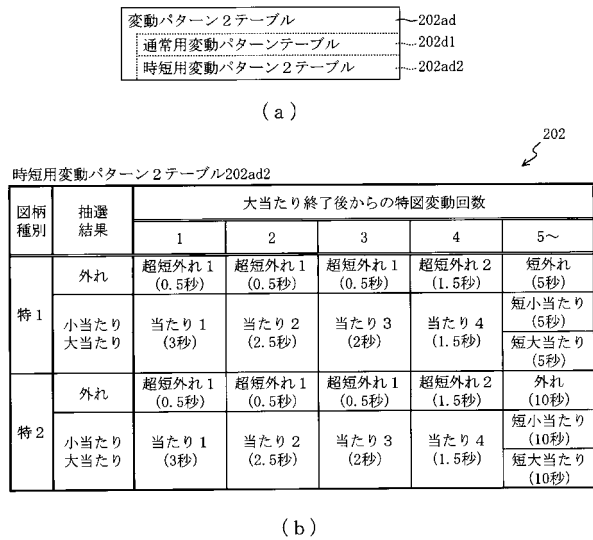 変動パターン２テーブル
202ad
通常用変動パターンテーブル
202d1
時短用変動パターン２テーブル
202ad2
(a)
202
時短用変動パターン２テーブル202ad2
図柄種別
抽選結果
大当たり終了後からの特図変動回数
1 2 3 4 5～
特１
外れ
超短外れ１ 超短外れ１ 超短外れ１ 超短外れ２ 短外れ
(0.5秒) (0.5秒) (0.5秒) (1.5秒) (5秒)
小当たり
大当たり
当たり１ 当たり２ 当たり３ 当たり４
(3秒) (2.5秒) (2秒) (1.5秒)
短小当たり
(5秒)
短大当たり
(5秒)
特２
外れ
超短外れ１ 超短外れ１ 超短外れ１ 超短外れ２ 外れ
(0.5秒) (0.5秒) (0.5秒) (1.5秒) (10秒)
小当たり
大当たり
当たり１ 当たり２ 当たり３ 当たり４
(3秒) (2.5秒) (2秒) (1.5秒)
短小当たり
(10秒)
短大当たり
(10秒)
(b)